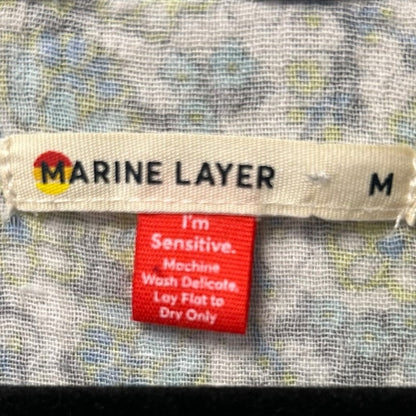 MARINE LAYER M
I'm
Sensitive.
Machine
Wash Delicate,
Lay Flat to
Dry Only